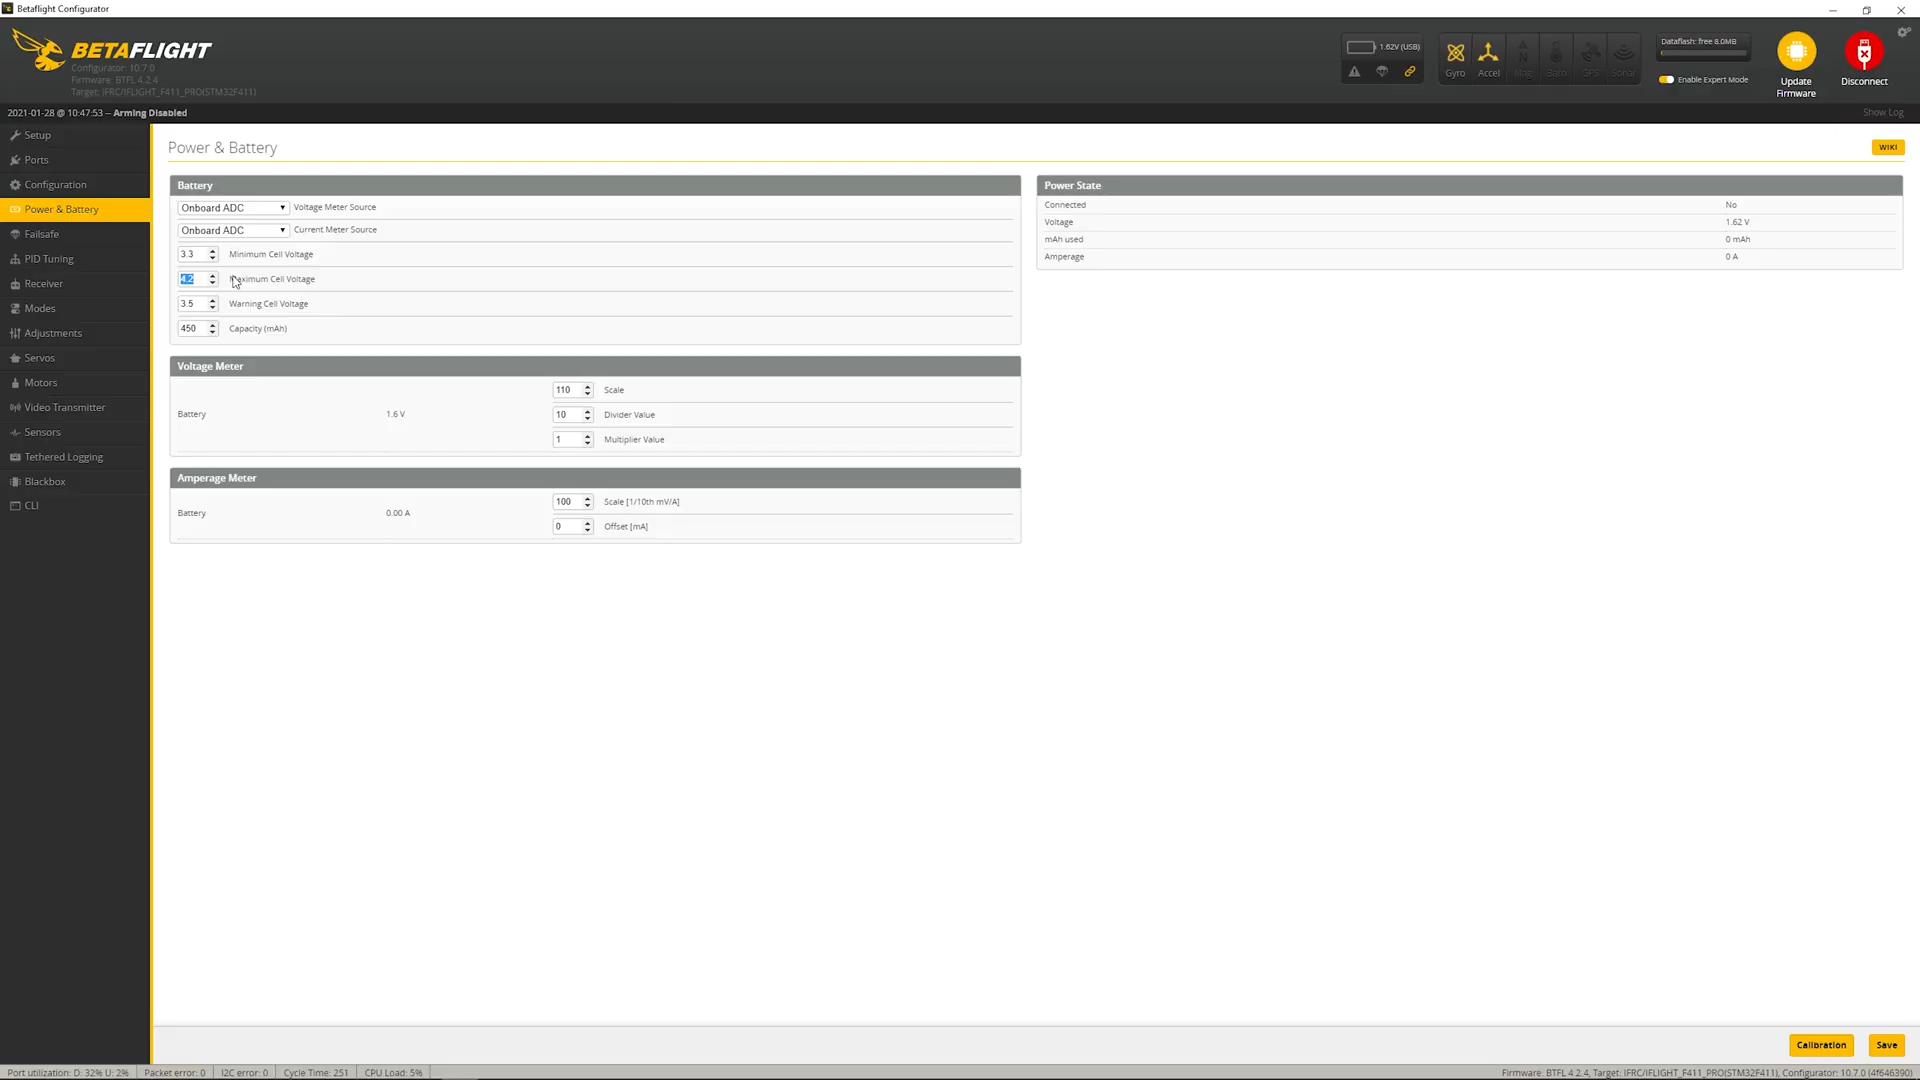 Betaflight Configurator
BETAFLIGHT
Configurator: 10.7.0
Firmware: BTFL 4.2.4
Target: IFRC/IFLIGHT_F411_PRO(STM32F411)
1.62V (USB)
Gyro
Accel
Mag
Baro
GPS
Sonar
Dataflash: free 8.0MB
Enable Expert Mode
Update
Firmware
Disconnect
2021-01-28 @ 10:47:53 -- Arming Disabled
Show Log
Setup
Ports
Configuration
Power & Battery
Failsafe
PID Tuning
Receiver
Modes
Adjustments
Servos
Motors
Video Transmitter
Sensors
Tethered Logging
Blackbox
CLI
Power & Battery
WIKI
Battery
Onboard ADC Voltage Meter Source
Onboard ADC Current Meter Source
3.3 Minimum Cell Voltage
4.2 Maximum Cell Voltage
3.5 Warning Cell Voltage
450 Capacity (mAh)
Voltage Meter
Battery 1.6 V
110 Scale
10 Divider Value
1 Multiplier Value
Amperage Meter
Battery 0.00 A
100 Scale [1/10th mV/A]
0 Offset [mA]
Power State
Connected No
Voltage 1.62 V
mAh used 0 mAh
Amperage 0 A
Calibration
Save
Port utilization: D: 32% U: 2% Packet error: 0 I2C error: 0 Cycle Time: 251 CPU Load: 5%
Firmware: BTFL 4.2.4, Target: IFRC/IFLIGHT_F411_PRO(STM32F411), Configurator: 10.7.0 (4f646390)